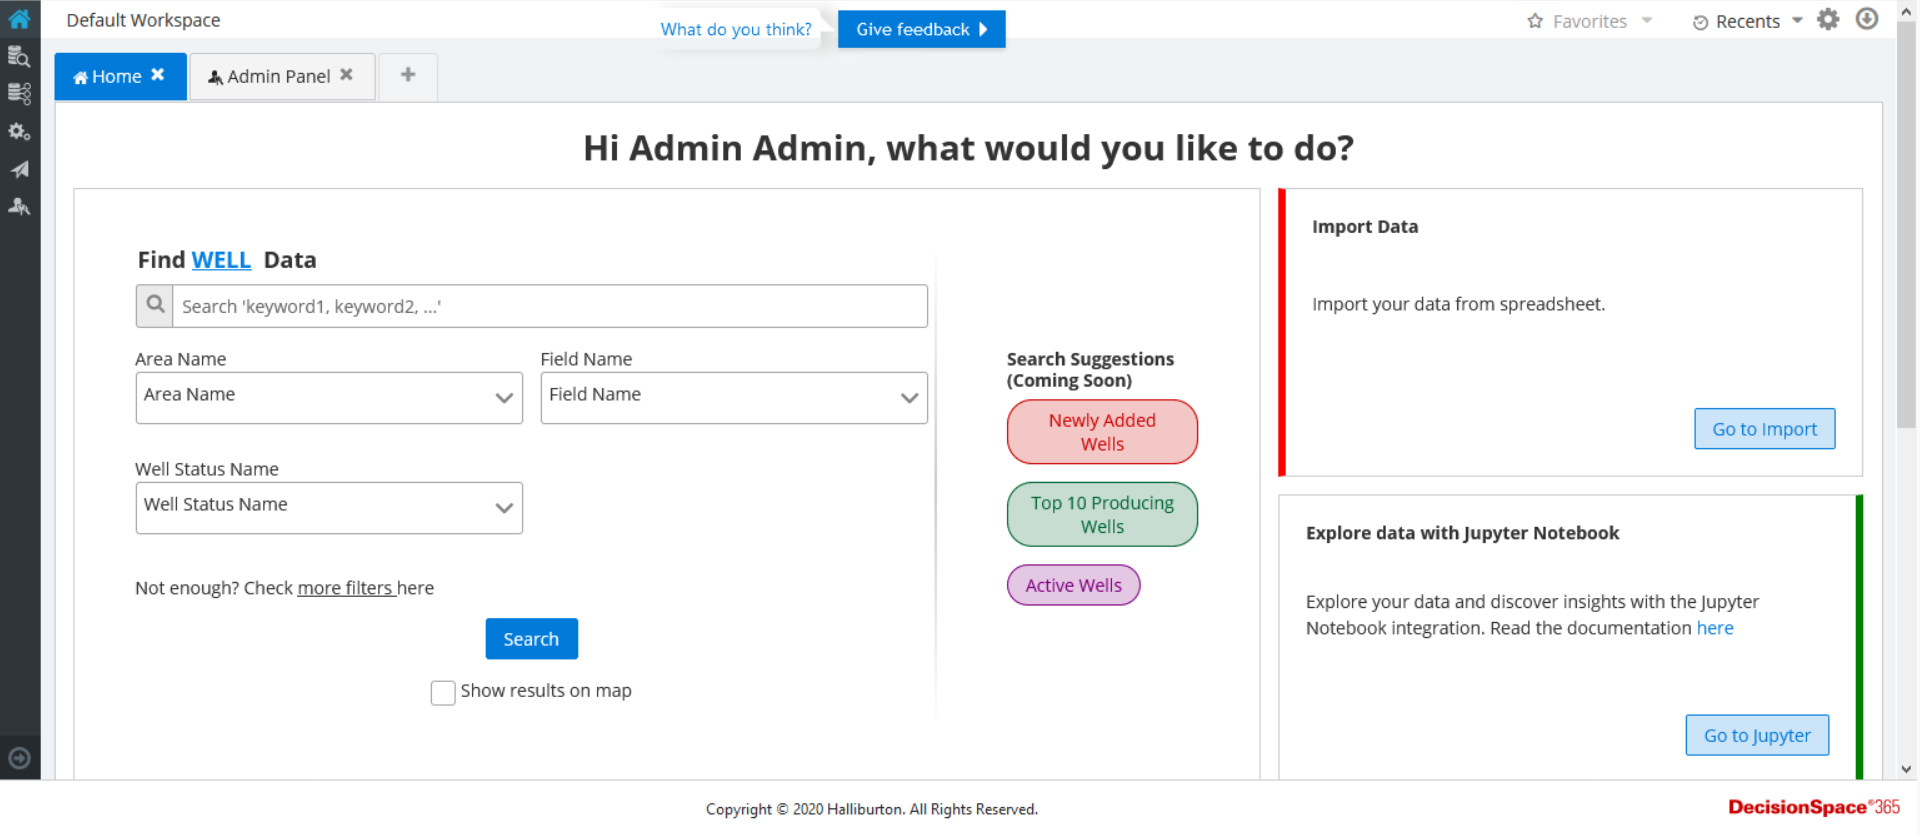 Default Workspace
What do you think?
Give feedback
Favorites
Recents
Home
Admin Panel
Hi Admin Admin, what would you like to do?
Find WELL Data
Search 'keyword1, keyword2, ...'
Area Name
Field Name
Area Name
Field Name
Well Status Name
Well Status Name
Not enough? Check more filters here
Search
Show results on map
Search Suggestions
(Coming Soon)
Newly Added
Wells
Top 10 Producing
Wells
Active Wells
Import Data
Import your data from spreadsheet.
Go to Import
Explore data with Jupyter Notebook
Explore your data and discover insights with the Jupyter
Notebook integration. Read the documentation here
Go to Jupyter
Copyright © 2020 Halliburton. All Rights Reserved.
DecisionSpace®365